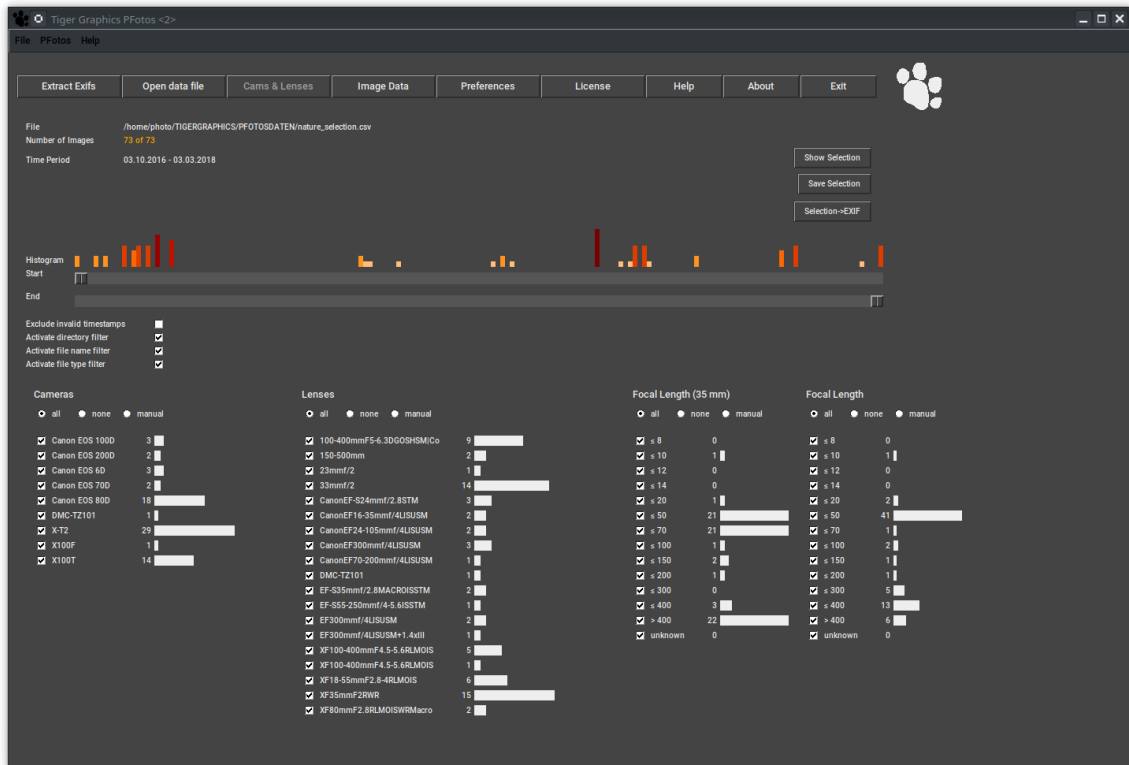 Tiger Graphics PFotos <2>
File PFotos Help
Extract Exifs Open data file Cams & Lenses Image Data Preferences License Help About Exit
File /home/photo/TIGERGRAPHICS/PFOTOSDATEN/nature_selection.csv
Number of Images 73 of 73
Time Period 03.10.2016 - 03.03.2018
Show Selection
Save Selection
Selection->EXIF
Histogram
Start
End
Exclude invalid timestamps
Activate directory filter
Activate file name filter
Activate file type filter
Cameras
all none manual
Canon EOS 100D 3
Canon EOS 200D 2
Canon EOS 6D 3
Canon EOS 70D 2
Canon EOS 80D 18
DMC-TZ101 1
X-T2 29
X100F 1
X100T 14
Lenses
all none manual
100-400mmF5-6.3DGOSHSM|Co 9
150-500mm 2
23mmf/2 1
33mmf/2 14
CanonEF-S24mmf/2.8STM 3
CanonEF16-35mmf/4LISUSM 2
CanonEF24-105mmf/4LISUSM 2
CanonEF300mmf/4LISUSM 3
CanonEF70-200mmf/4LISUSM 1
DMC-TZ101 1
EF-S35mmf/2.8MACROISSTM 2
EF-S55-250mmf/4-5.6ISSTM 1
EF300mmf/4LISUSM 2
EF300mmf/4LISUSM+1.4xIII 1
XF100-400mmF4.5-5.6RLMOIS 5
XF100-400mmF4.5-5.6RLMOIS 1
XF18-55mmF2.8-4RLMOIS 6
XF35mmF2RWR 15
XF80mmF2.8RLMOISWRMacro 2
Focal Length (35 mm)
all none manual
≤ 8 0
≤ 10 1
≤ 12 0
≤ 14 0
≤ 20 1
≤ 50 21
≤ 70 21
≤ 100 1
≤ 150 2
≤ 200 1
≤ 300 0
≤ 400 3
> 400 22
unknown 0
Focal Length
all none manual
≤ 8 0
≤ 10 1
≤ 12 0
≤ 14 0
≤ 20 2
≤ 50 41
≤ 70 1
≤ 100 2
≤ 150 1
≤ 200 1
≤ 300 5
≤ 400 13
> 400 6
unknown 0